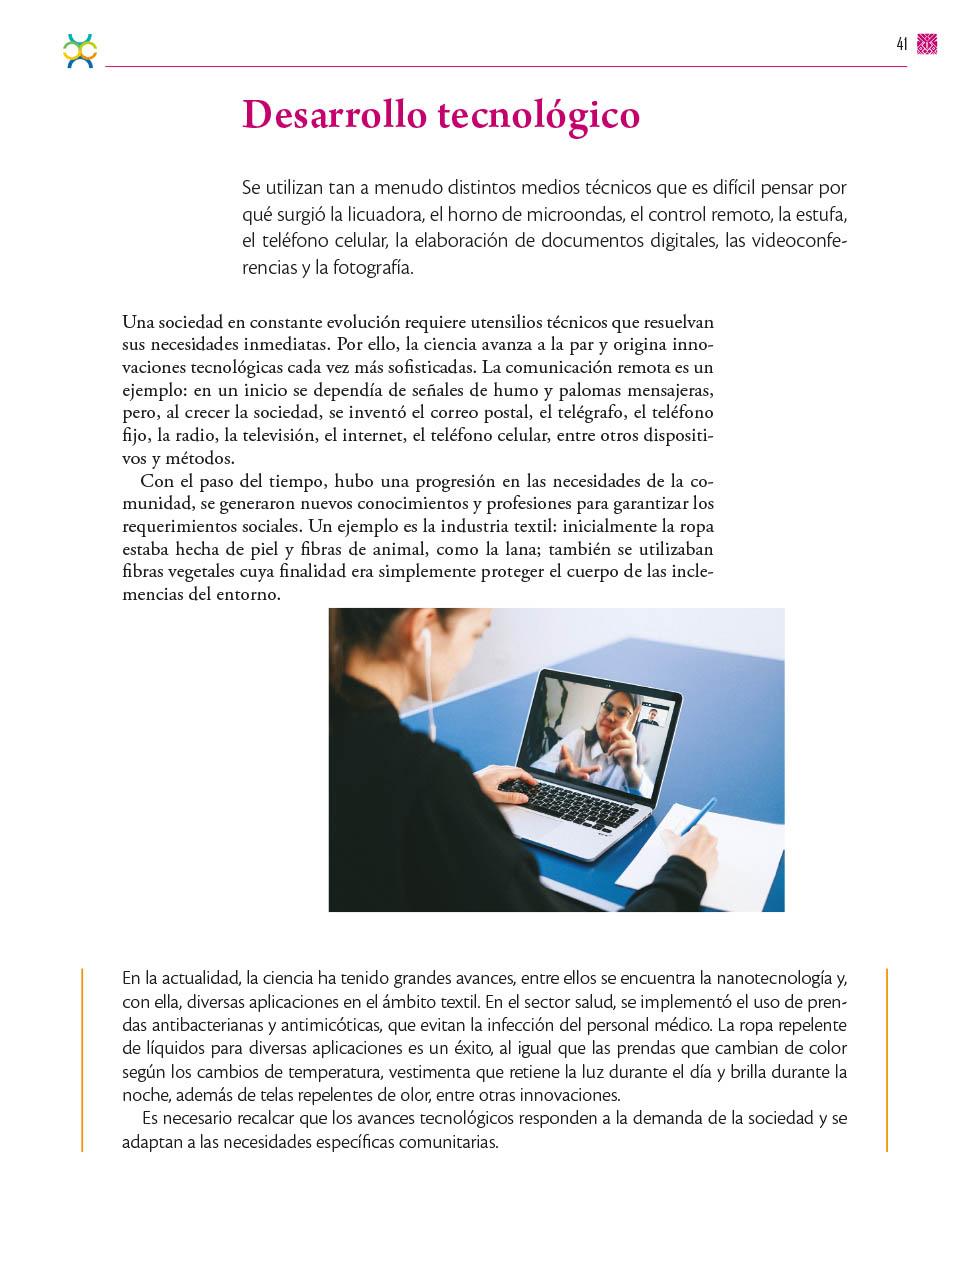 41
Desarrollo tecnológico
Se utilizan tan a menudo distintos medios técnicos que es difícil pensar por
qué surgió la licuadora, el horno de microondas, el control remoto, la estufa,
el teléfono celular, la elaboración de documentos digitales, las videoconfe-
rencias y la fotografía.
Una sociedad en constante evolución requiere utensilios técnicos que resuelvan
sus necesidades inmediatas. Por ello, la ciencia avanza a la par y origina inno-
vaciones tecnológicas cada vez más sofisticadas. La comunicación remota es un
ejemplo: en un inicio se dependía de señales de humo y palomas mensajeras,
pero, al crecer la sociedad, se inventó el correo postal, el telégrafo, el teléfono
fijo, la radio, la televisión, el internet, el teléfono celular, entre otros dispositi-
vos y métodos.
Con el paso del tiempo, hubo una progresión en las necesidades de la co-
munidad, se generaron nuevos conocimientos y profesiones para garantizar los
requerimientos sociales. Un ejemplo es la industria textil: inicialmente la ropa
estaba hecha de piel y fibras de animal, como la lana; también se utilizaban
fibras vegetales cuya finalidad era simplemente proteger el cuerpo de las incle-
mencias del entorno.
En la actualidad, la ciencia ha tenido grandes avances, entre ellos se encuentra la nanotecnología y,
con ella, diversas aplicaciones en el ámbito textil. En el sector salud, se implementó el uso de pren-
das antibacterianas y antimicóticas, que evitan la infección del personal médico. La ropa repelente
de líquidos para diversas aplicaciones es un éxito, al igual que las prendas que cambian de color
según los cambios de temperatura, vestimenta que retiene la luz durante el día y brilla durante la
noche, además de telas repelentes de olor, entre otras innovaciones.
Es necesario recalcar que los avances tecnológicos responden a la demanda de la sociedad y se
adaptan a las necesidades específicas comunitarias.